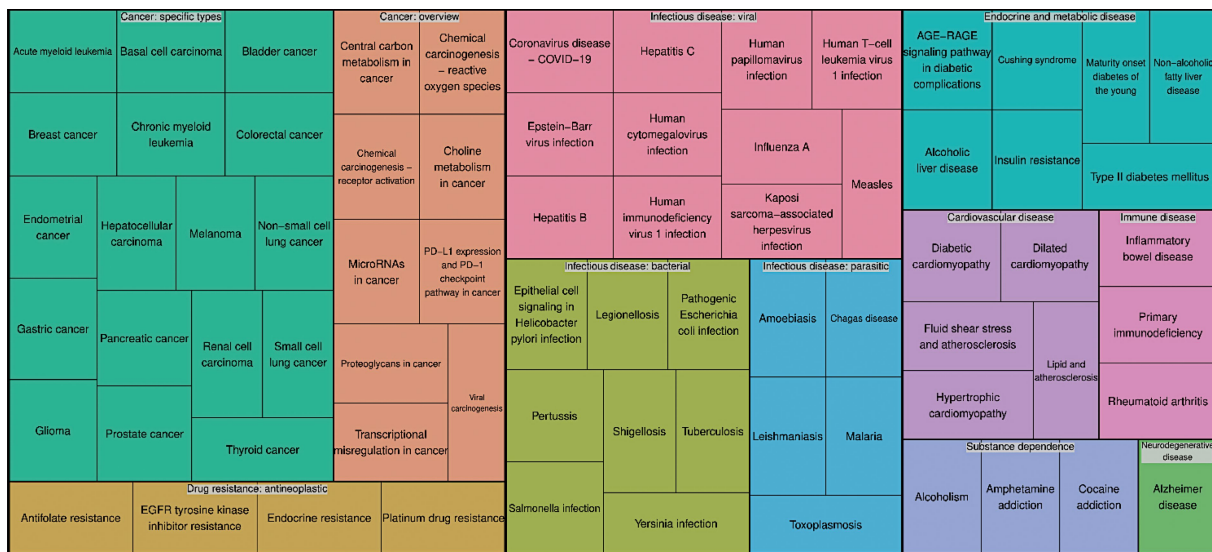 Cancer: specific types
Acute myeloid leukemia
Basal cell carcinoma
Bladder cancer
Breast cancer
Chronic myeloid
leukemia
Colorectal cancer
Endometrial
cancer
Hepatocellular
carcinoma
Melanoma
Non−small cell
lung cancer
Gastric cancer
Pancreatic cancer
Renal cell
carcinoma
Small cell
lung cancer
Glioma
Prostate cancer
Thyroid cancer
Cancer: overview
Central carbon
metabolism in
cancer
Chemical
carcinogenesis
− reactive
oxygen species
Chemical
carcinogenesis −
receptor activation
Choline
metabolism
in cancer
MicroRNAs
in cancer
PD−L1 expression
and PD−1
checkpoint
pathway in cancer
Proteoglycans in cancer
Viral
carcinogenesis
Transcriptional
misregulation in cancer
Drug resistance: antineoplastic
Antifolate resistance
EGFR tyrosine kinase
inhibitor resistance
Endocrine resistance
Platinum drug resistance
Infectious disease: viral
Coronavirus disease
− COVID−19
Hepatitis C
Human
papillomavirus
infection
Human T−cell
leukemia virus
1 infection
Epstein−Barr
virus infection
Human
cytomegalovirus
infection
Influenza A
Measles
Hepatitis B
Human
immunodeficiency
virus 1 infection
Kaposi
sarcoma−associated
herpesvirus
infection
Infectious disease: bacterial
Epithelial cell
signaling in
Helicobacter
pylori infection
Legionellosis
Pathogenic
Escherichia
coli infection
Pertussis
Shigellosis
Tuberculosis
Salmonella infection
Yersinia infection
Infectious disease: parasitic
Amoebiasis
Chagas disease
Leishmaniasis
Malaria
Toxoplasmosis
Endocrine and metabolic disease
AGE−RAGE
signaling pathway
in diabetic
complications
Cushing syndrome
Maturity onset
diabetes of
the young
Non−alcoholic
fatty liver
disease
Alcoholic
liver disease
Insulin resistance
Type II diabetes mellitus
Cardiovascular disease
Diabetic
cardiomyopathy
Dilated
cardiomyopathy
Fluid shear stress
and atherosclerosis
Lipid and
atherosclerosis
Hypertrophic
cardiomyopathy
Immune disease
Inflammatory
bowel disease
Primary
immunodeficiency
Rheumatoid arthritis
Substance dependence
Alcoholism
Amphetamine
addiction
Cocaine
addiction
Neurodegenerative
disease
Alzheimer
disease